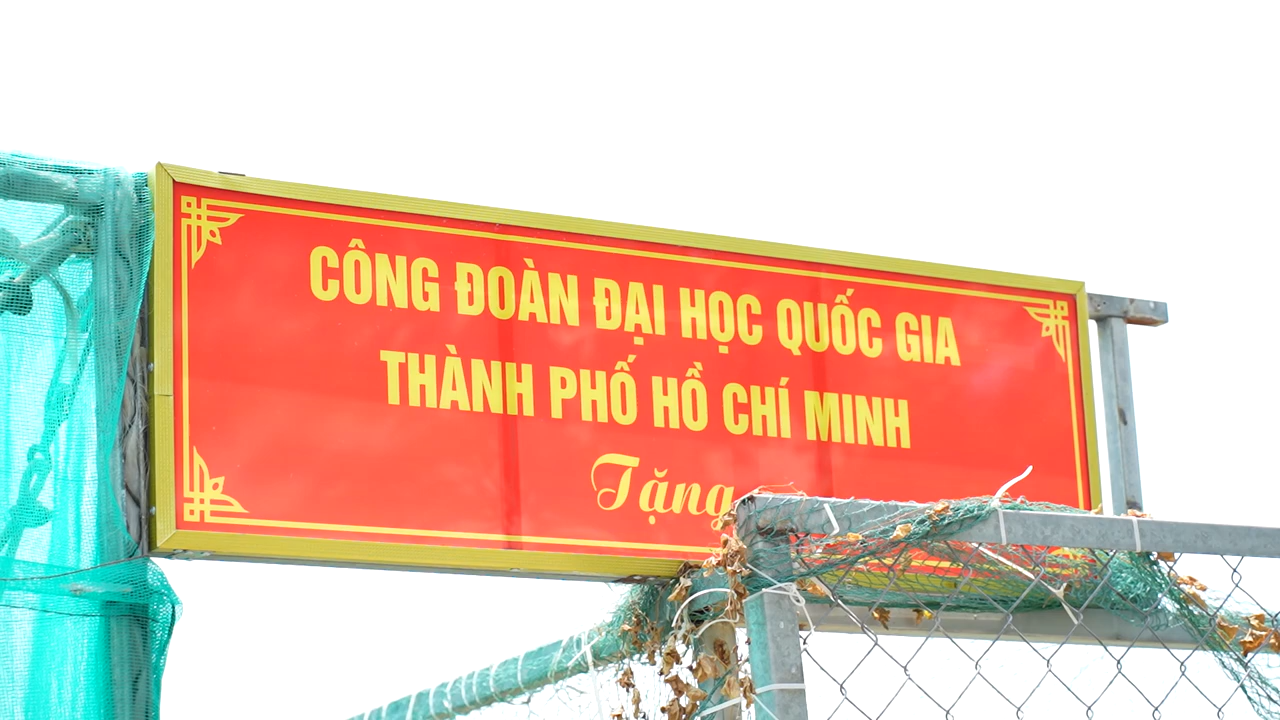 CÔNG ĐOÀN ĐẠI HỌC QUỐC GIA
THÀNH PHỐ HỒ CHÍ MINH
Tặng